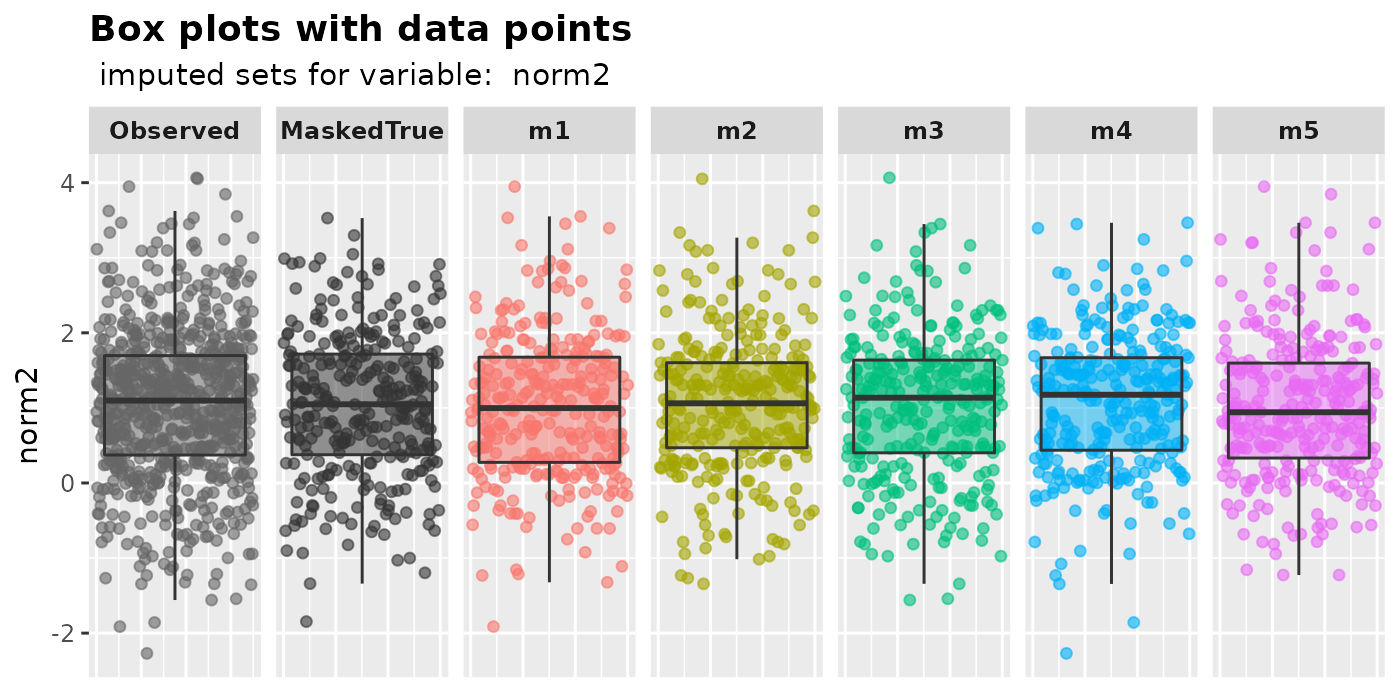 Box plots with data points
imputed sets for variable:  norm2
Observed MaskedTrue m1 m2 m3 m4 m5
4
2
0
-2
norm2